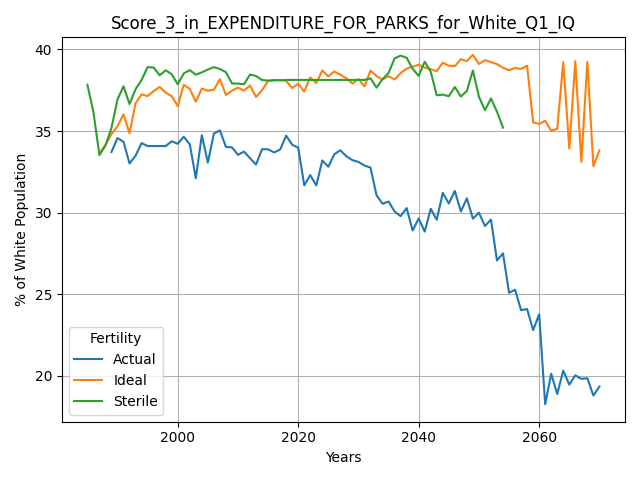 Score_3_in_EXPENDITURE_FOR_PARKS_for_White_Q1_IQ
% of White Population
40
35
30
25
20
Fertility
Actual
Ideal
Sterile
2000
2020
2040
2060
Years